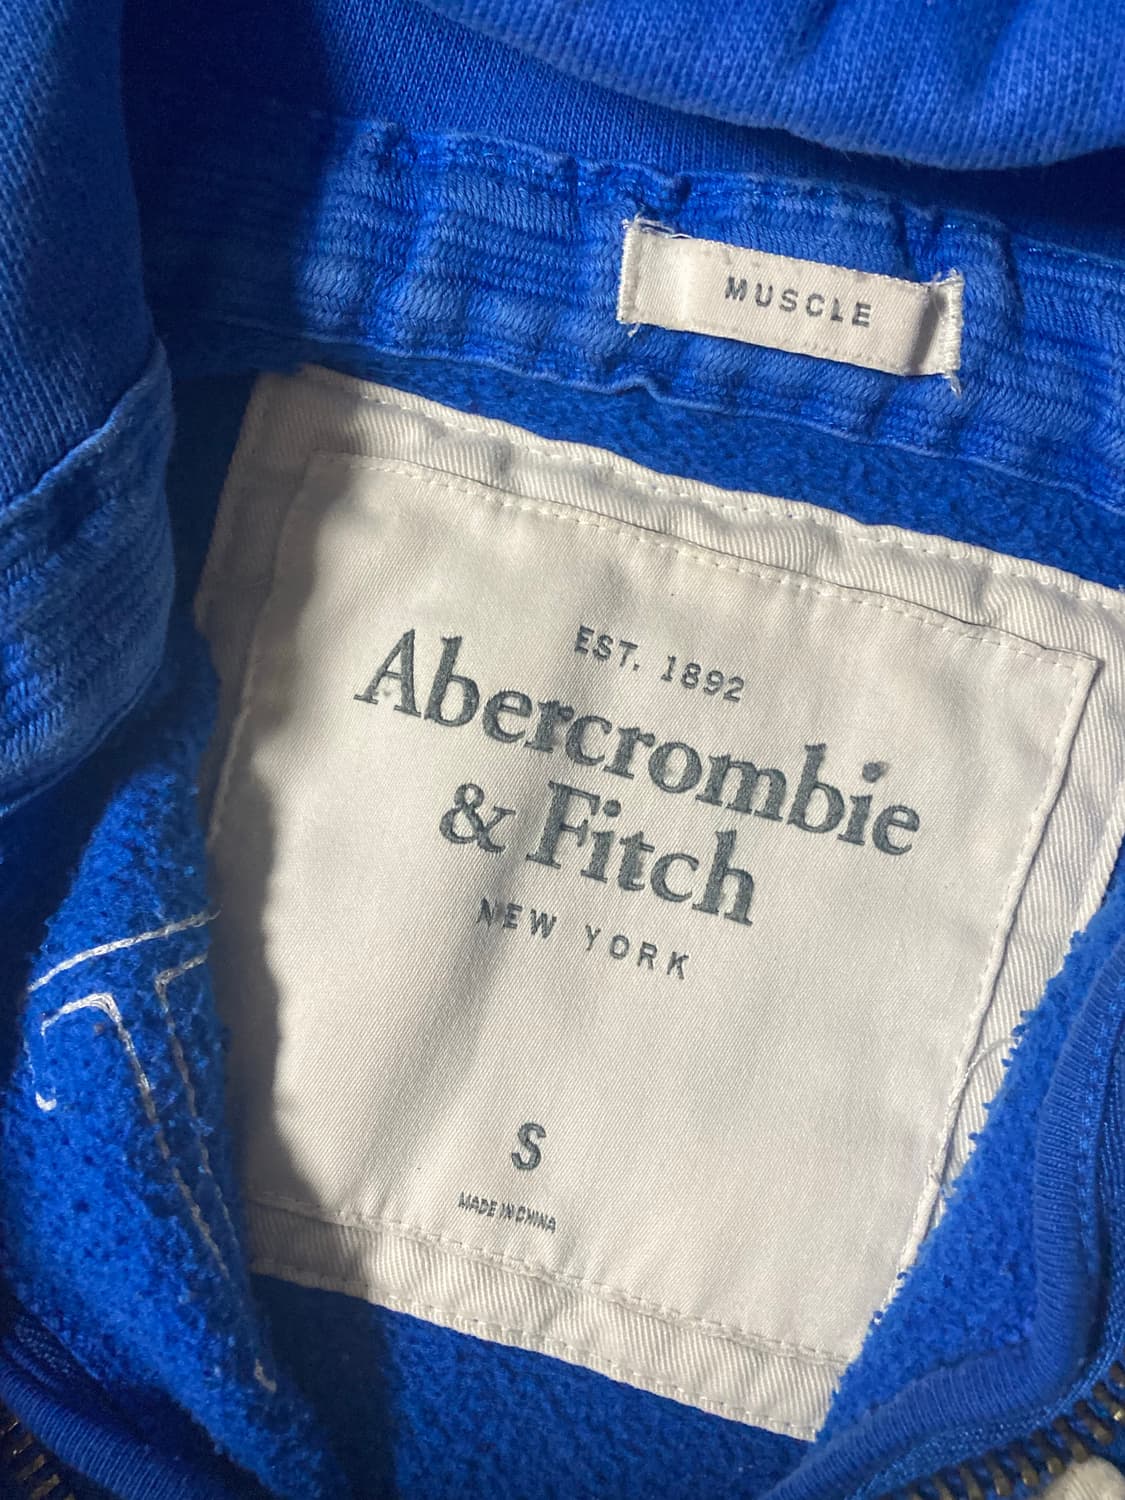 MUSCLE
EST. 1892
Abercrombie
& Fitch
NEW YORK
S
MADE IN CHINA